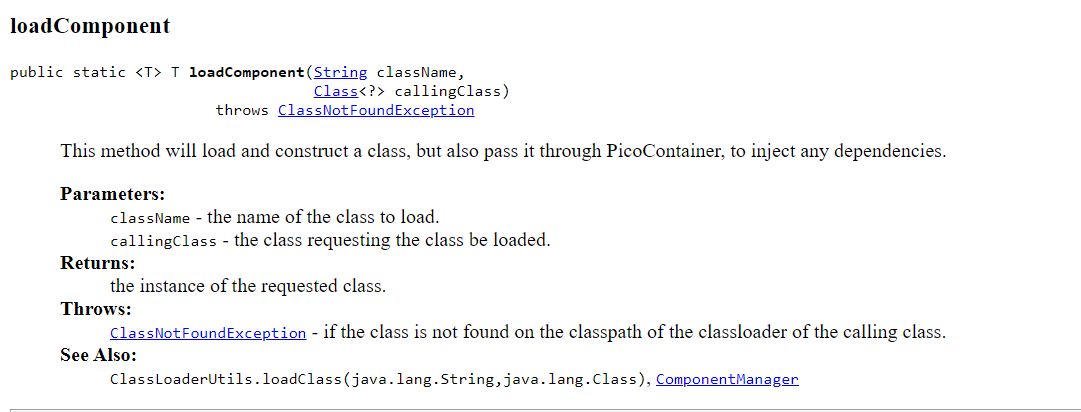 loadComponent
public static <T> T loadComponent(String className,
Class<?> callingClass)
throws ClassNotFoundException
This method will load and construct a class, but also pass it through PicoContainer, to inject any dependencies.
Parameters:
className - the name of the class to load.
callingClass - the class requesting the class be loaded.
Returns:
the instance of the requested class.
Throws:
ClassNotFoundException - if the class is not found on the classpath of the classloader of the calling class.
See Also:
ClassLoaderUtils.loadClass(java.lang.String,java.lang.Class), ComponentManager